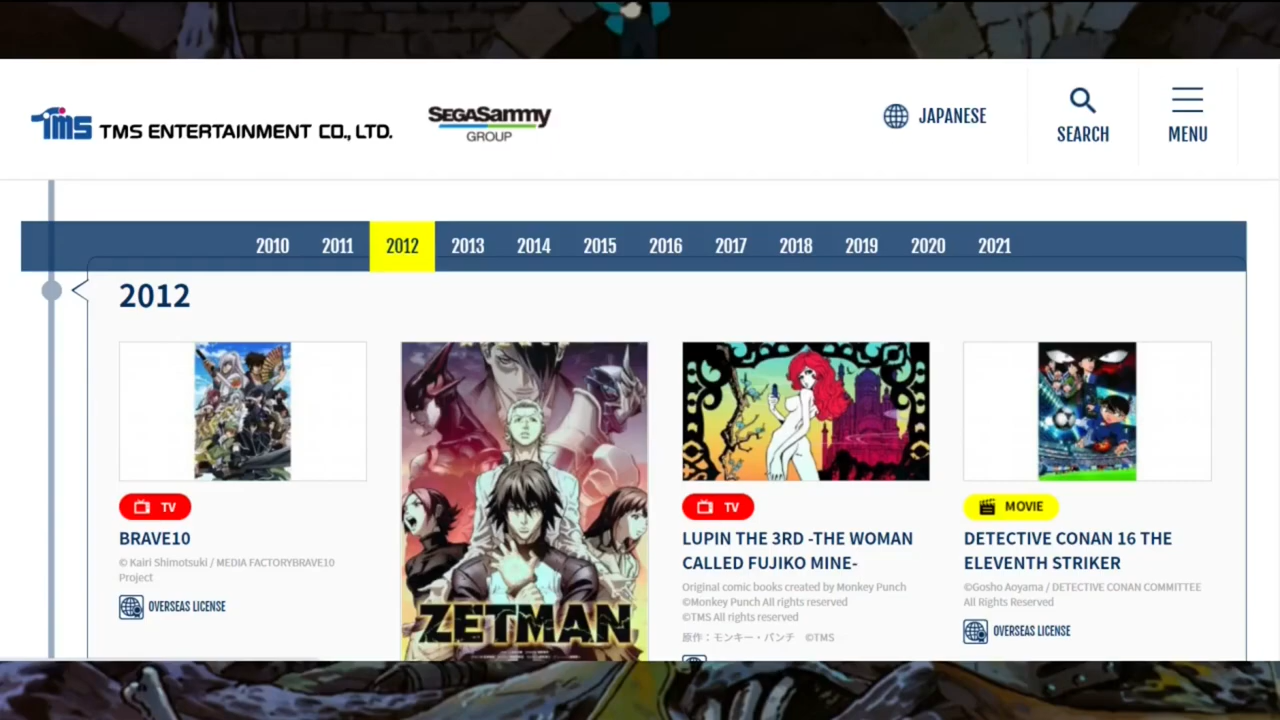 TMS TMS ENTERTAINMENT CO., LTD.
SEGASammy
GROUP
JAPANESE
SEARCH
MENU
2010 2011 2012 2013 2014 2015 2016 2017 2018 2019 2020 2021
2012
TV
BRAVE10
© Kairi Shimotsuki / MEDIA FACTORYBRAVE10
Project
OVERSEAS LICENSE
ZETMAN
TV
LUPIN THE 3RD -THE WOMAN
CALLED FUJIKO MINE-
Original comic books created by Monkey Punch
©Monkey Punch All rights reserved
©TMS All rights reserved
原作：モンキー・パンチ ©TMS
MOVIE
DETECTIVE CONAN 16 THE
ELEVENTH STRIKER
©Gosho Aoyama / DETECTIVE CONAN COMMITTEE
All Rights Reserved
OVERSEAS LICENSE